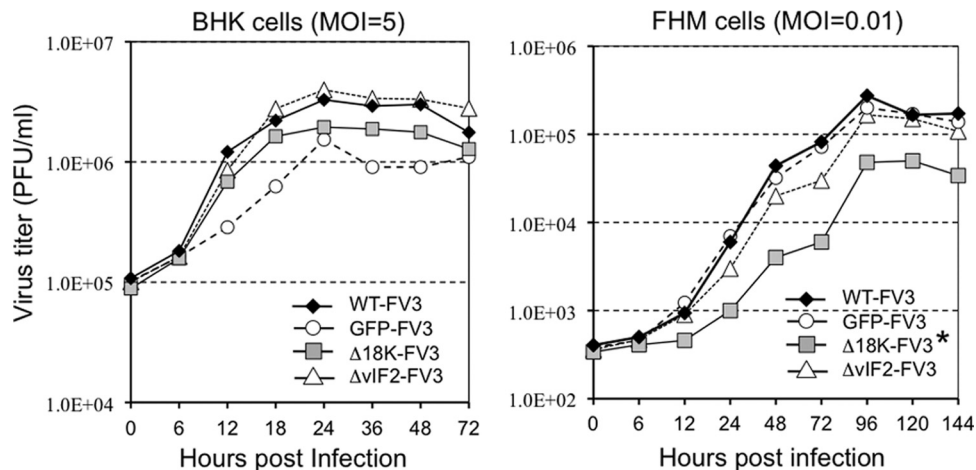 BHK cells (MOI=5)
Virus titer (PFU/ml)
1.0E+07
1.0E+06
1.0E+05
1.0E+04
0 6 12 18 24 36 48 72
Hours post Infection
WT-FV3
GFP-FV3
Δ18K-FV3
ΔvIF2-FV3
FHM cells (MOI=0.01)
1.0E+06
1.0E+05
1.0E+04
1.0E+03
1.0E+02
0 6 12 24 48 72 96 120 144
Hours post infection
WT-FV3
GFP-FV3
Δ18K-FV3*
ΔvIF2-FV3